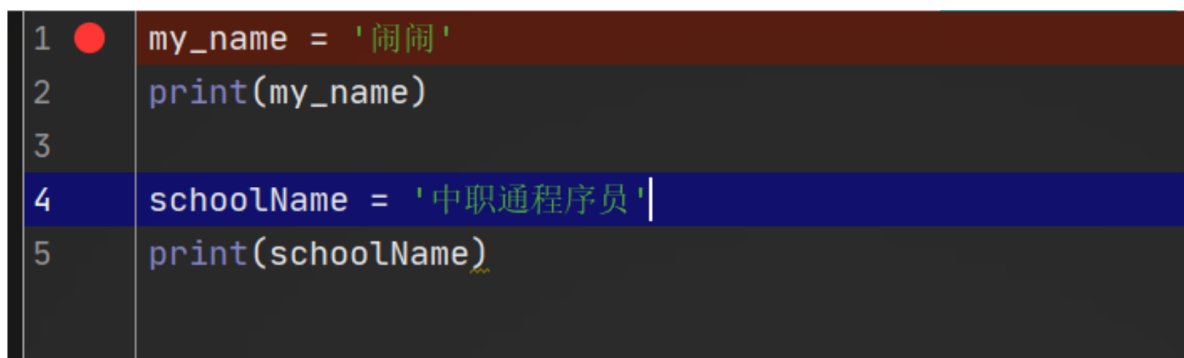 1 my_name = '闹闹'
2 print(my_name)
3
4 schoolName = '中职通程序员'
5 print(schoolName)